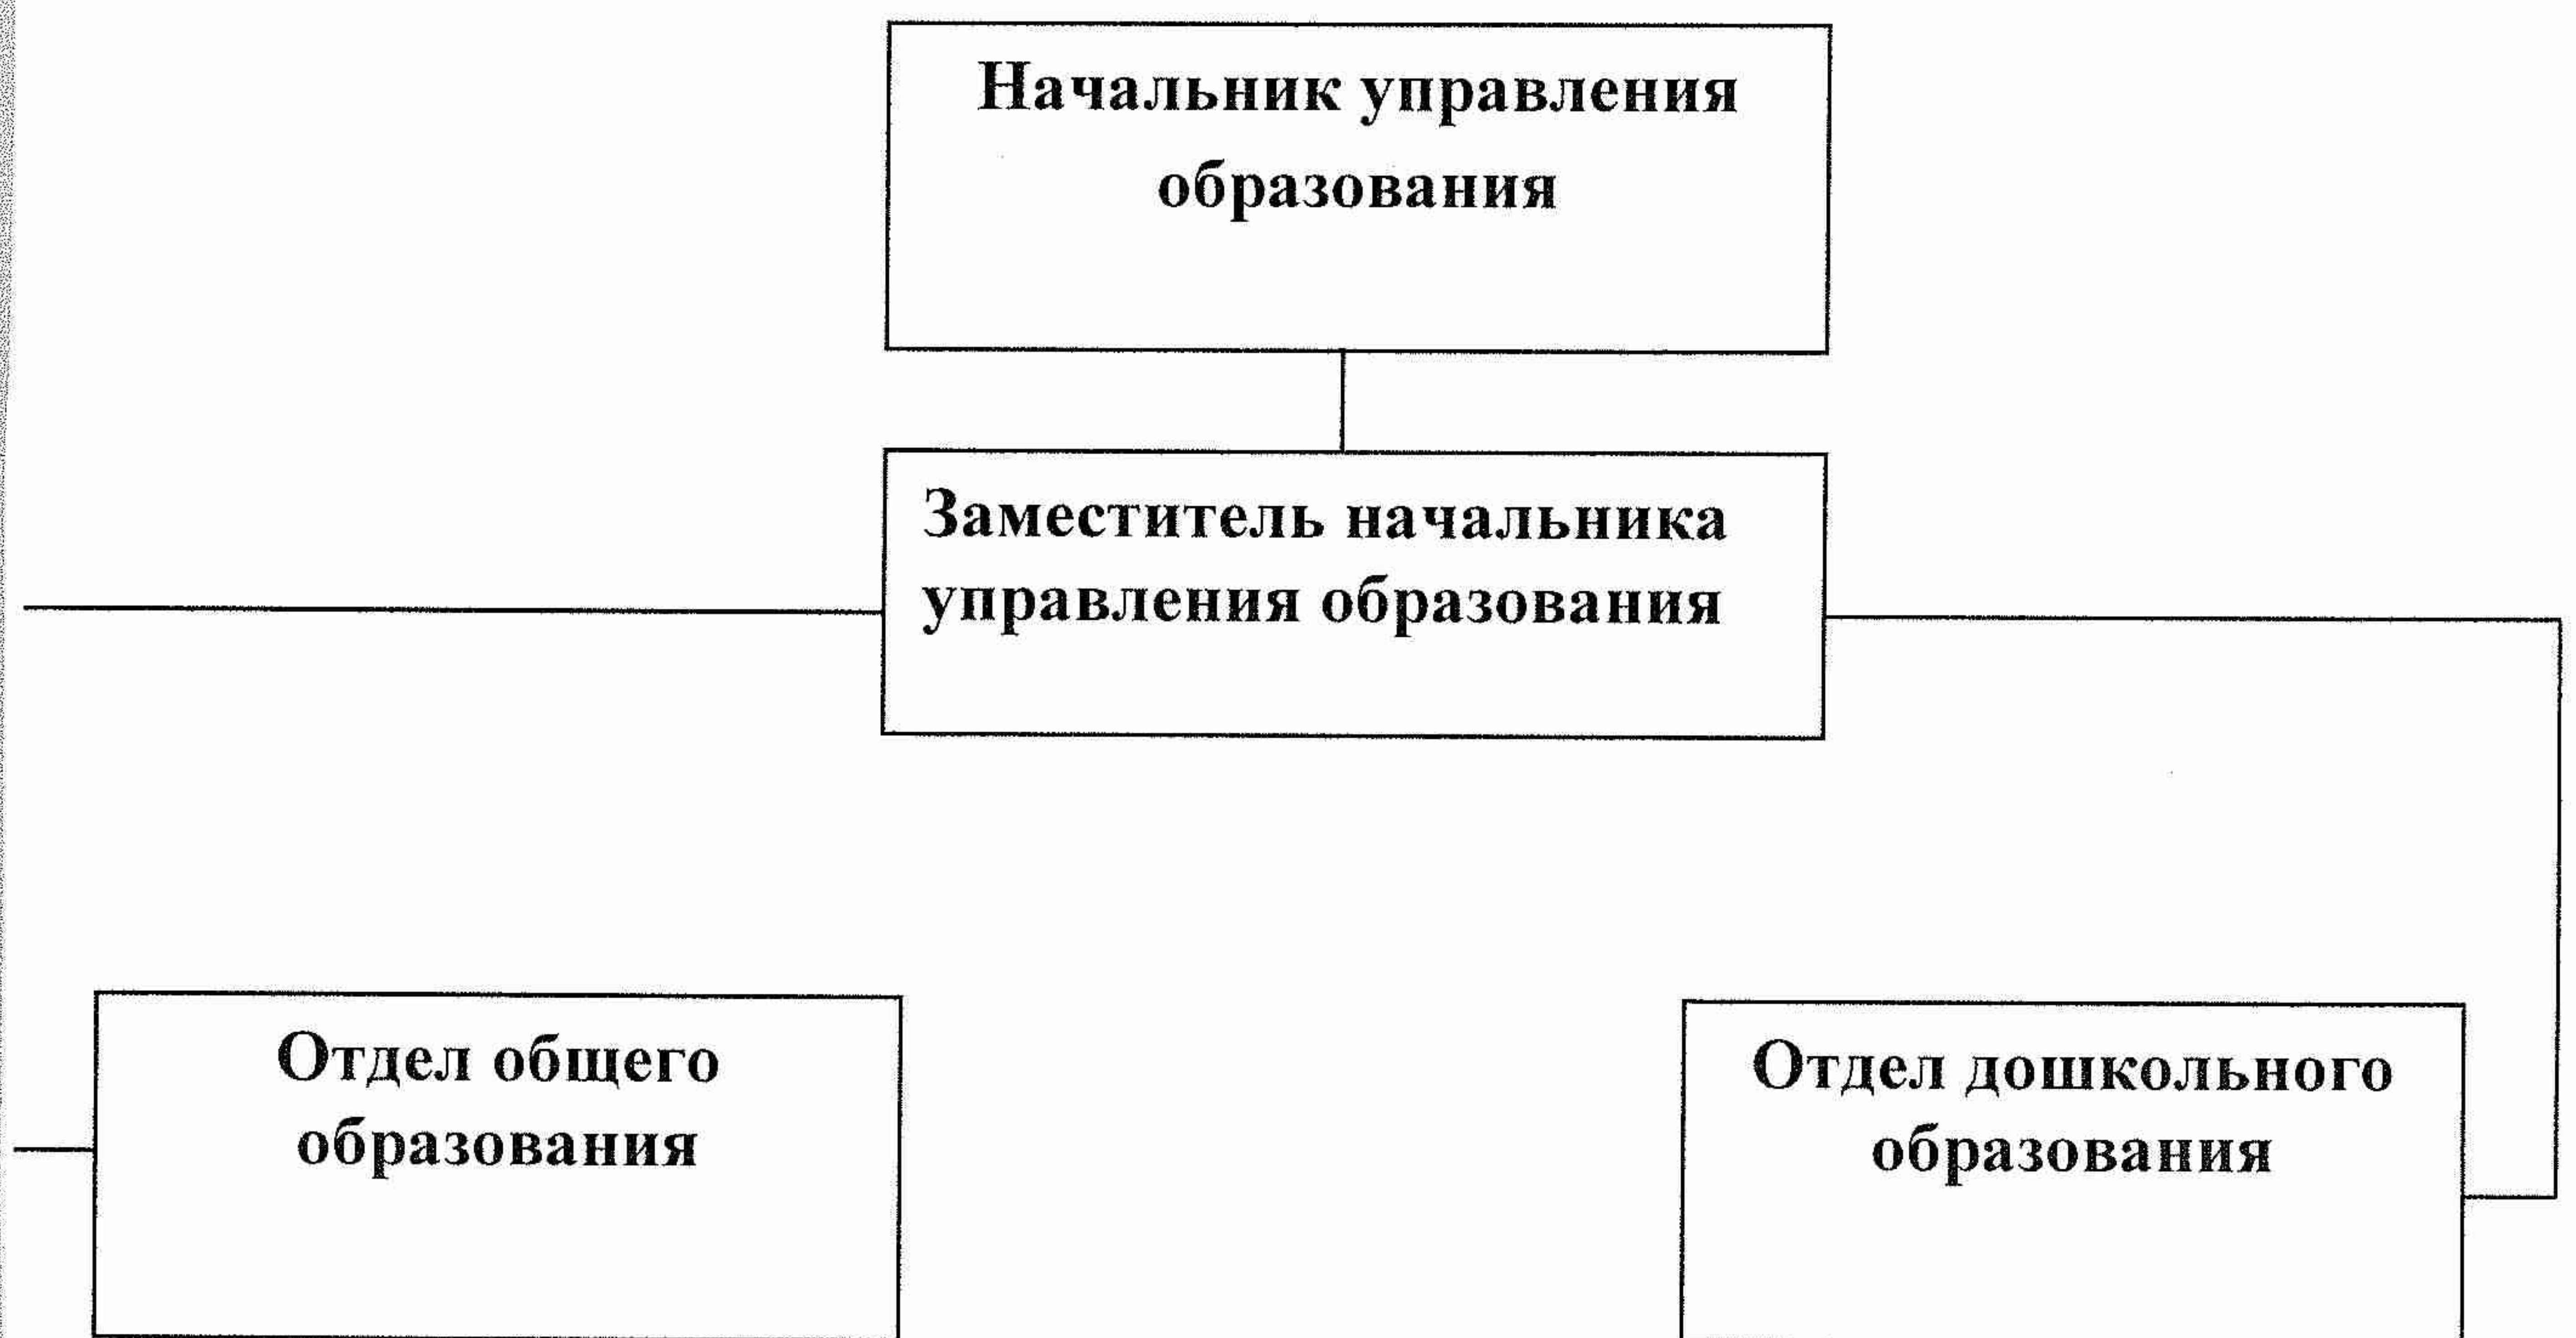 Начальник управления
образования
Заместитель начальника
управления образования
Отдел общего
образования
Отдел дошкольного
образования